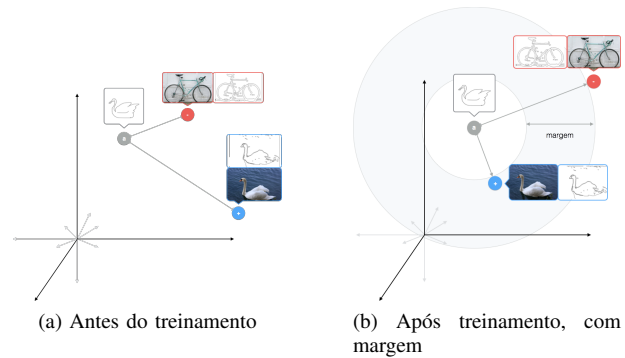 a
-
+
(a) Antes do treinamento
a
-
+
margem
(b) Após treinamento, com
margem